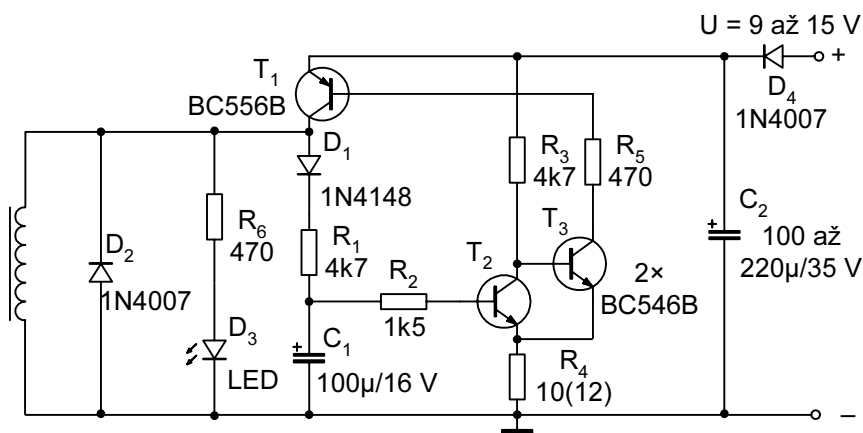 U = 9 až 15 V
+
T1
BC556B
D4
1N4007
D1
1N4148
R3
4k7
R5
470
R6
470
R1
4k7
D2
1N4007
R2
1k5
T2
T3
2×
BC546B
+
C2
100 až
220µ/35 V
D3
LED
+
C1
100µ/16 V
R4
10(12)
–